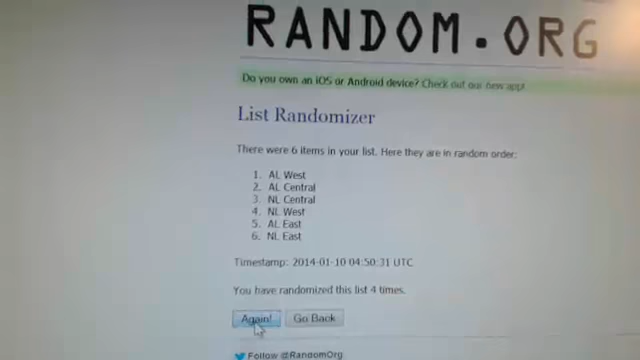 RANDOM.ORG
Do you own an iOS or Android device? Check out our new app!
List Randomizer
There were 6 items in your list. Here they are in random order:
1. AL West
2. AL Central
3. NL Central
4. NL West
5. AL East
6. NL East
Timestamp: 2014-01-10 04:50:31 UTC
You have randomized this list 4 times.
Again! Go Back
Follow @RandomOrg